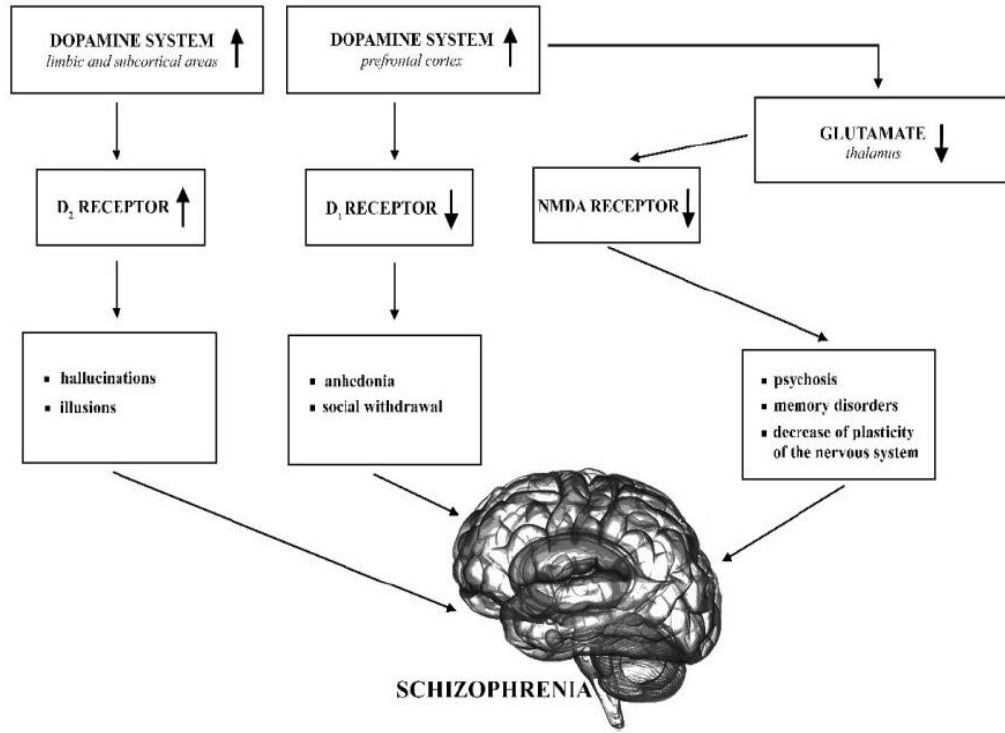 DOPAMINE SYSTEM
limbic and subcortical areas
DOPAMINE SYSTEM
prefrontal cortex
GLUTAMATE
thalamus
D₂ RECEPTOR
D₁ RECEPTOR
NMDA RECEPTOR
▪ hallucinations
▪ illusions
▪ anhedonia
▪ social withdrawal
▪ psychosis
▪ memory disorders
▪ decrease of plasticity
of the nervous system
SCHIZOPHRENIA